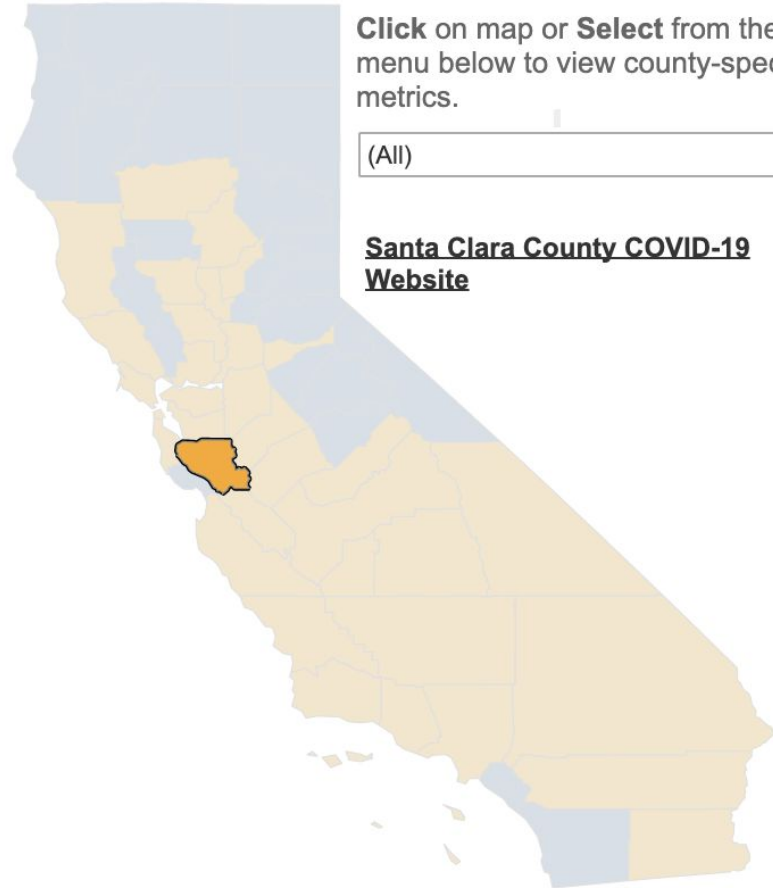 Click on map or Select from the
menu below to view county-spec
metrics.
(All)
Santa Clara County COVID-19
Website